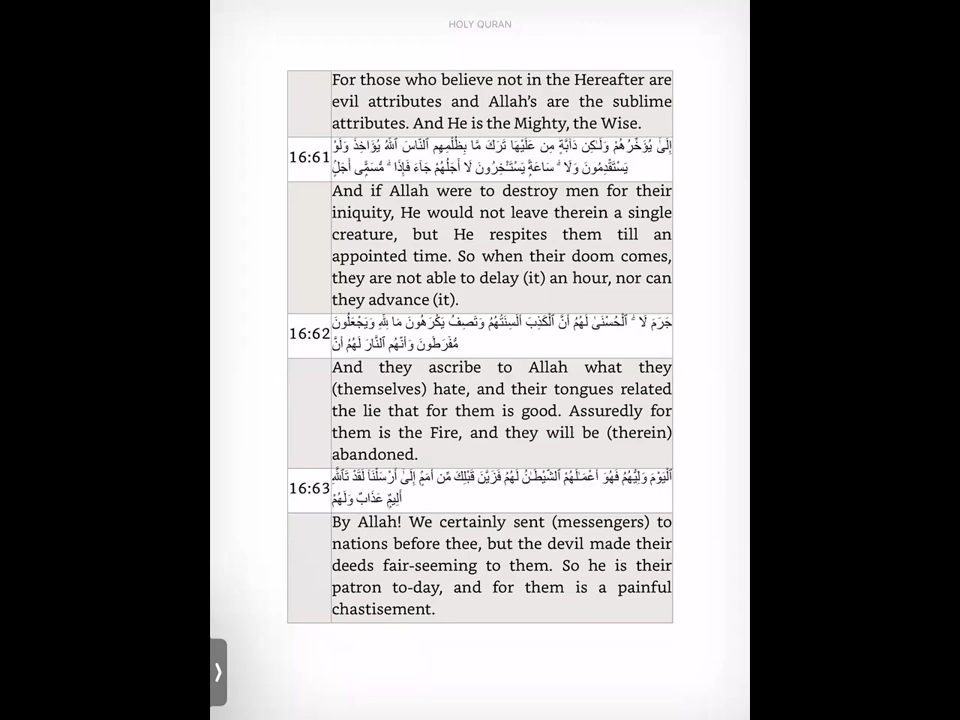 HOLY QURAN
For those who believe not in the Hereafter are
evil attributes and Allah’s are the sublime
attributes. And He is the Mighty, the Wise.
16:61
إِلَىٰ يُؤَخِّرُهُمْ وَلَـٰكِن دَآبَّةٍ مِن عَلَيْهَا تَرَكَ مَّا بِظُلْمِهِم ٱلنَّاسَ ٱللَّهُ يُؤَاخِذُ وَلَوْ
يَسْتَقْدِمُونَ وَلَا ۖ سَاعَةً يَسْتَـْٔخِرُونَ لَا أَجَلُهُمْ جَآءَ فَإِذَا ۖ مُّسَمًّى أَجَلٍ
And if Allah were to destroy men for their
iniquity, He would not leave therein a single
creature, but He respites them till an
appointed time. So when their doom comes,
they are not able to delay (it) an hour, nor can
they advance (it).
16:62
جَرَمَ لَا ۖ ٱلْحُسْنَىٰ لَهُمُ أَنَّ ٱلْكَذِبَ أَلْسِنَتُهُمُ وَتَصِفُ يَكْرَهُونَ مَا لِلَّهِ وَيَجْعَلُونَ
مُّفْرَطُونَ وَأَنَّهُم ٱلنَّارَ لَهُمُ أَنَّ
And they ascribe to Allah what they
(themselves) hate, and their tongues related
the lie that for them is good. Assuredly for
them is the Fire, and they will be (therein)
abandoned.
16:63
ٱلْيَوْمَ وَلِيُّهُمُ فَهُوَ أَعْمَـٰلَهُمْ ٱلشَّيْطَـٰنُ لَهُمُ فَزَيَّنَ قَبْلِكَ مِّن أُمَمٍ إِلَىٰٓ أَرْسَلْنَآ لَقَدْ تَٱللَّهِ
أَلِيمٌ عَذَابٌ وَلَهُمْ
By Allah! We certainly sent (messengers) to
nations before thee, but the devil made their
deeds fair-seeming to them. So he is their
patron to-day, and for them is a painful
chastisement.